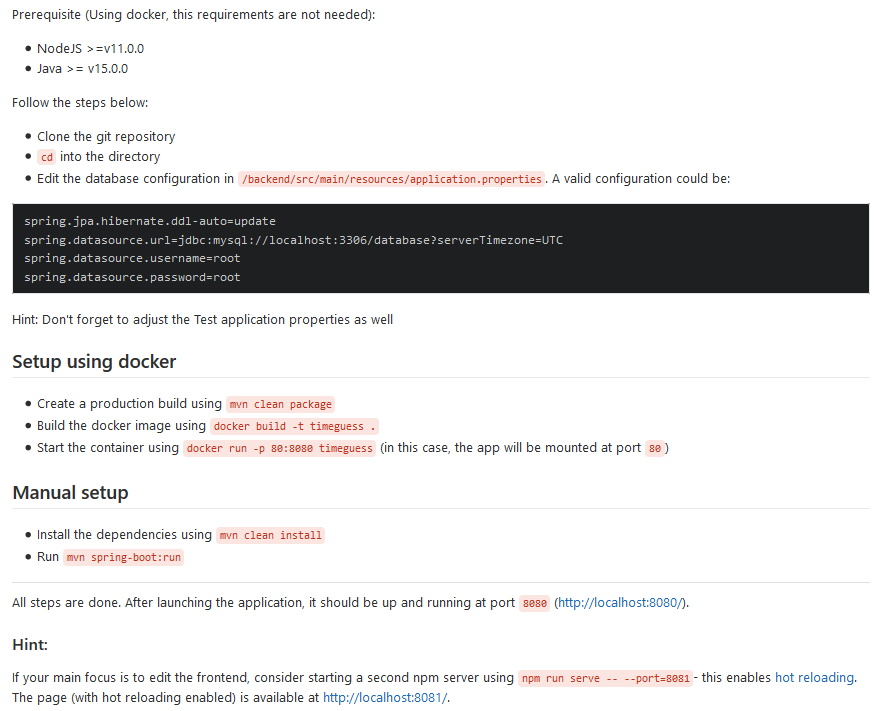 Prerequisite (Using docker, this requirements are not needed):
• NodeJS >=v11.0.0
• Java >= v15.0.0
Follow the steps below:
• Clone the git repository
• cd into the directory
• Edit the database configuration in /backend/src/main/resources/application.properties. A valid configuration could be:
spring.jpa.hibernate.ddl-auto=update
spring.datasource.url=jdbc:mysql://localhost:3306/database?serverTimezone=UTC
spring.datasource.username=root
spring.datasource.password=root
Hint: Don't forget to adjust the Test application properties as well
Setup using docker
• Create a production build using mvn clean package
• Build the docker image using docker build -t timeguess .
• Start the container using docker run -p 80:8080 timeguess (in this case, the app will be mounted at port 80)
Manual setup
• Install the dependencies using mvn clean install
• Run mvn spring-boot:run
All steps are done. After launching the application, it should be up and running at port 8080 (http://localhost:8080/).
Hint:
If your main focus is to edit the frontend, consider starting a second npm server using npm run serve -- --port=8081 - this enables hot reloading.
The page (with hot reloading enabled) is available at http://localhost:8081/.